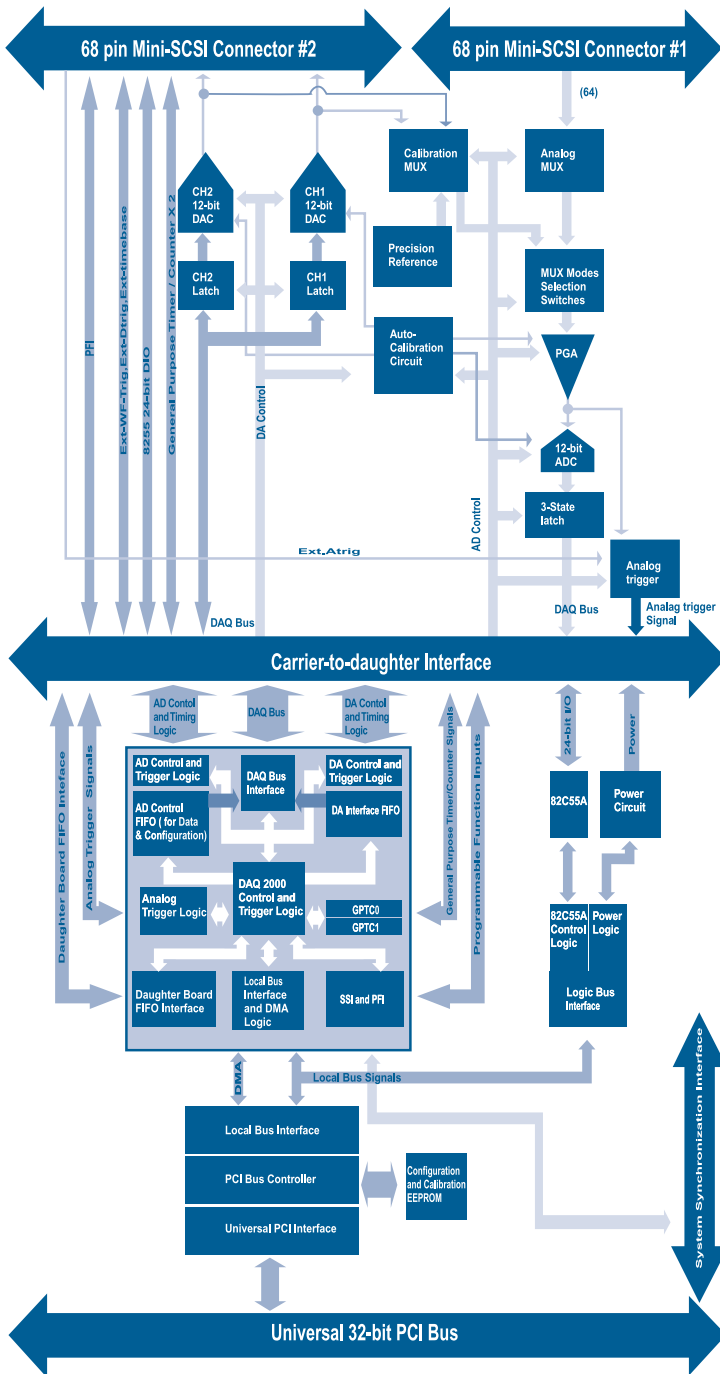 68 pin Mini-SCSI Connector #2
68 pin Mini-SCSI Connector #1
(64)
Calibration
MUX
Analog
MUX
CH2
12-bit
DAC
CH1
12-bit
DAC
Precision
Reference
MUX Modes
Selection
Switches
CH2
Latch
CH1
Latch
Auto-
Calibration
Circuit
PGA
PFI
Ext-WF-Trig,Ext-Dtrig,Ext-timebase
8255 24-bit DIO
General Purpose Timer / Counter X 2
DA Control
AD Control
12-bit
ADC
3-State
latch
Ext.Atrig
Analog
trigger
DAQ Bus
DAQ Bus
Analag trigger
Signal
Carrier-to-daughter Interface
AD Contol
and Timirg
Logic
DAQ Bus
DA Contol
and Timing
Logic
Daughter Board FIFO Inteface
Analog Trigger Signals
General Purpose Timer/Counter Signals
Programmable Function Inputs
24-bit I/O
Power
AD Control and
Trigger Logic
DAQ Bus
Interface
DA Control and
Trigger Logic
AD Control
FIFO ( for Data
& Configuration)
DA Interface FIFO
82C55A
Power
Circuit
Analog
Trigger Logic
DAQ 2000
Control and
Trigger Logic
GPTC0
GPTC1
82C55A
Control
Logic
Power
Logic
Logic Bus
Interface
Daughter Board
FIFO Interface
Local Bus
Interface
and DMA
Logic
SSI and PFI
DMA
Local Bus Signals
System Synchronization Interface
Local Bus Interface
PCI Bus Controller
Configuration
and Calibration
EEPROM
Universal PCI Interface
Universal 32-bit PCI Bus